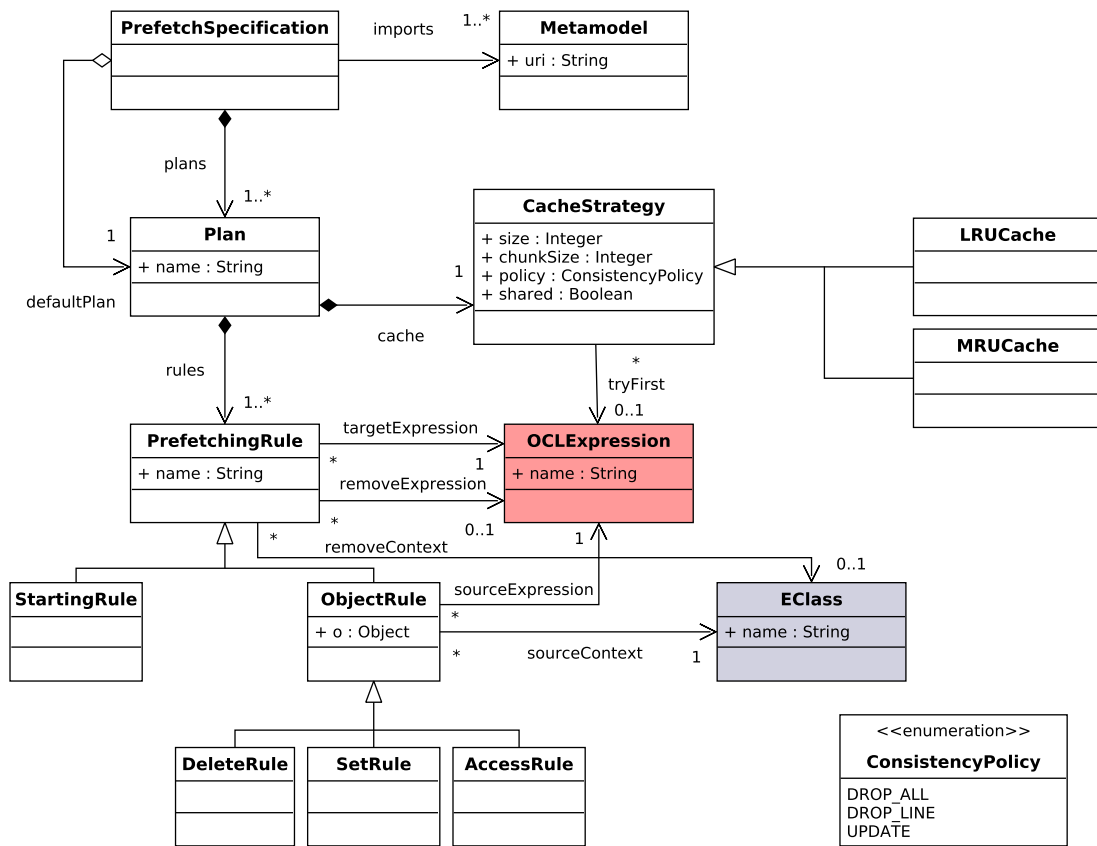 PrefetchSpecification
imports
1..*
Metamodel
+ uri : String
plans
1..*
1
defaultPlan
Plan
+ name : String
CacheStrategy
+ size : Integer
+ chunkSize : Integer
+ policy : ConsistencyPolicy
+ shared : Boolean
1
cache
LRUCache
MRUCache
rules
1..*
*
tryFirst
0..1
PrefetchingRule
+ name : String
targetExpression
*
1
removeExpression
*
0..1
OCLExpression
+ name : String
*
removeContext
0..1
1
StartingRule
ObjectRule
+ o : Object
sourceExpression
*
*
sourceContext
1
EClass
+ name : String
DeleteRule
SetRule
AccessRule
<<enumeration>>
ConsistencyPolicy
DROP_ALL
DROP_LINE
UPDATE